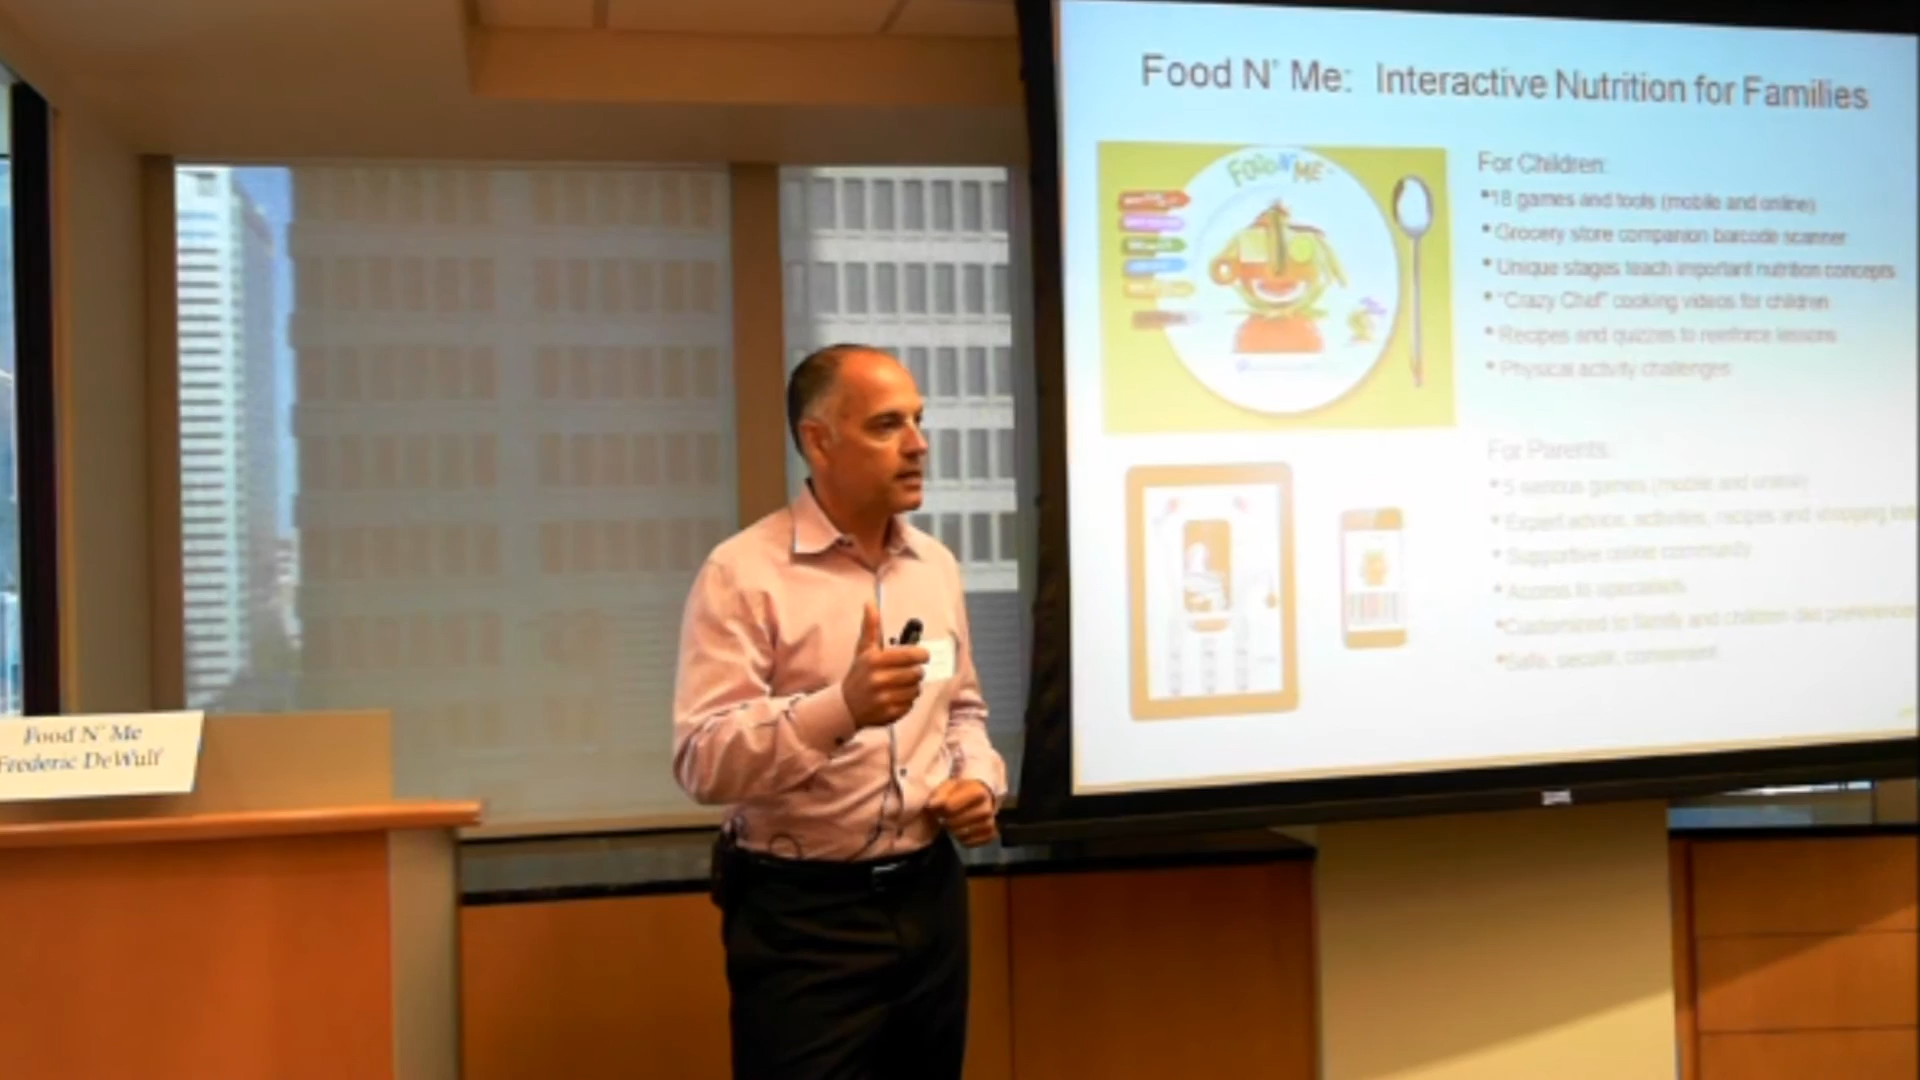 Food N' Me: Interactive Nutrition for Families
FOOD N' ME
For Children:
*18 games and tools (mobile and online)
* Grocery store companion barcode scanner
* Unique stages teach important nutrition concepts
* "Crazy Chef" cooking videos for children
* Recipes and quizzes to reinforce lessons
* Physical activity challenges
For Parents:
* 5 serious games (mobile and online)
* Expert advice, activities, recipes and shopping
* Supportive online community
* Access to specialists
*Customized to family and children diet preferences
*Safe, secure, convenient
Food N' Me
Frederic DeWulf